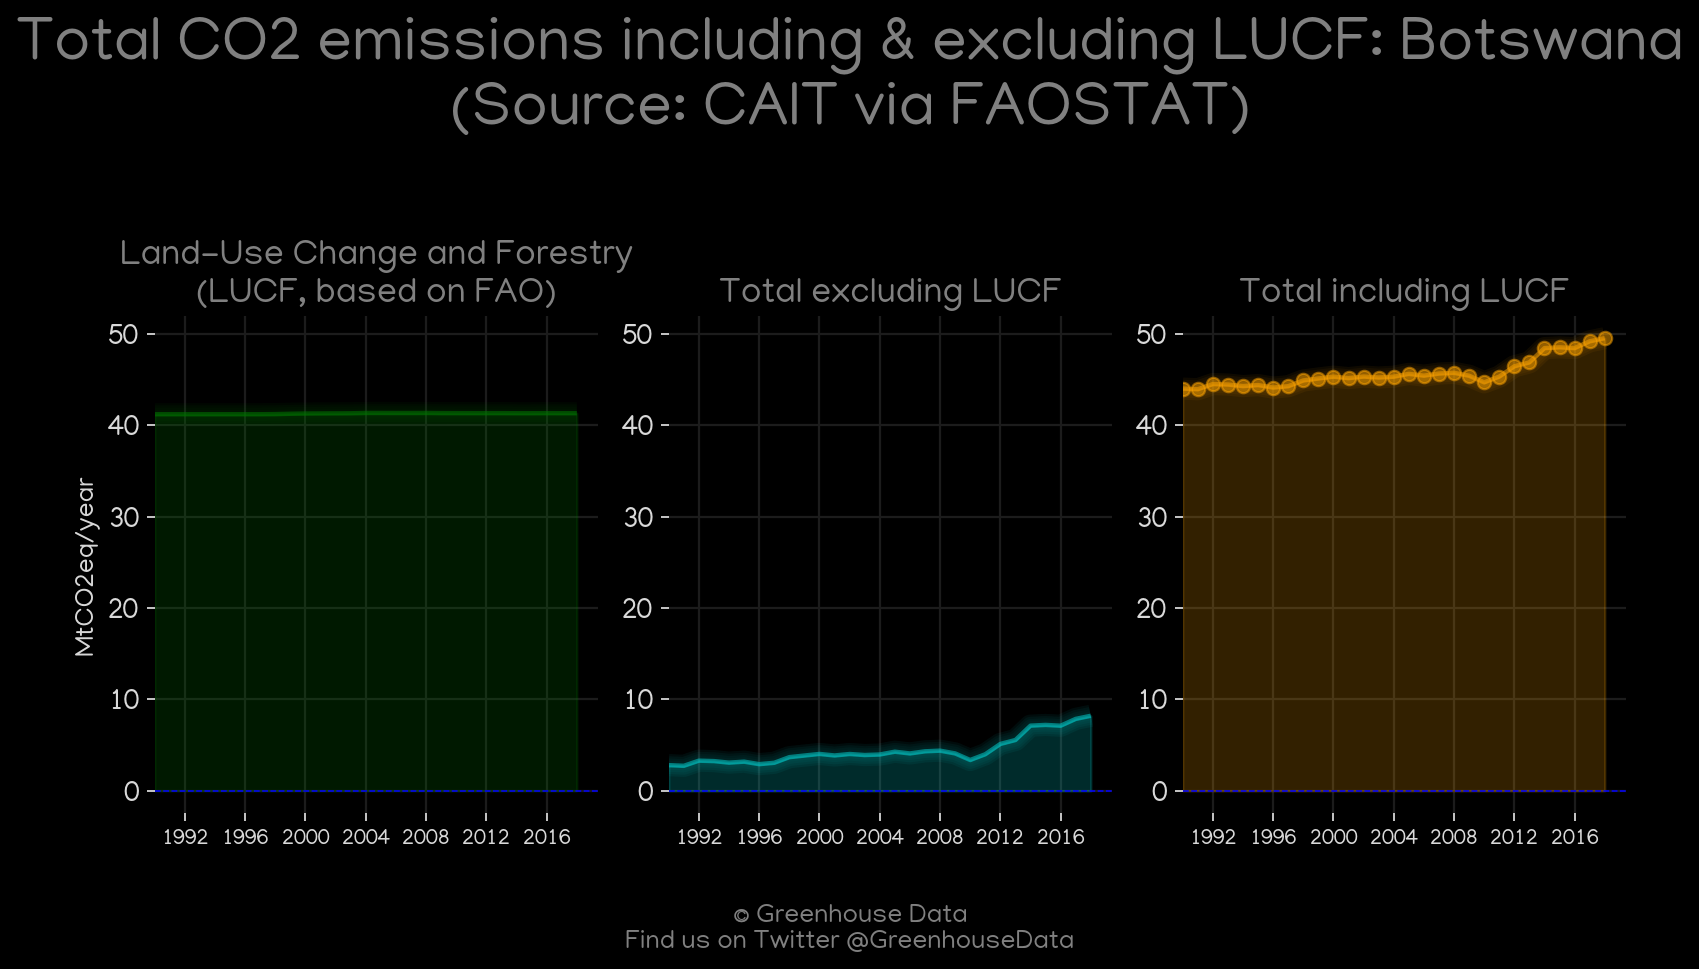 Total CO2 emissions including & excluding LUCF: Botswana
(Source: CAIT via FAOSTAT)
Land-Use Change and Forestry
(LUCF, based on FAO)
Total excluding LUCF
Total including LUCF
MtCO2eq/year
50
40
30
20
10
0
1992 1996 2000 2004 2008 2012 2016
50
40
30
20
10
0
1992 1996 2000 2004 2008 2012 2016
50
40
30
20
10
0
1992 1996 2000 2004 2008 2012 2016
© Greenhouse Data
Find us on Twitter @GreenhouseData